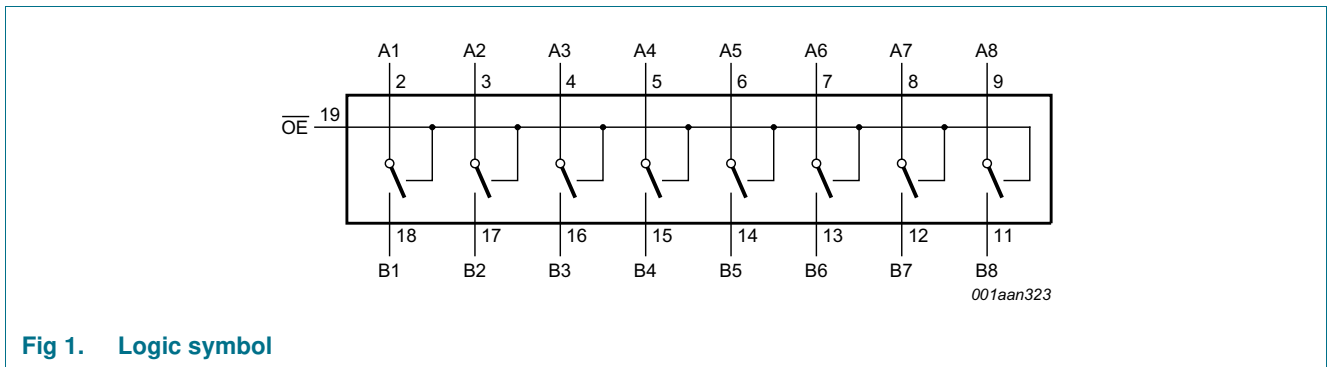 A1 A2 A3 A4 A5 A6 A7 A8
2 3 4 5 6 7 8 9
19
OE
18 17 16 15 14 13 12 11
B1 B2 B3 B4 B5 B6 B7 B8
001aan323
Fig 1. Logic symbol